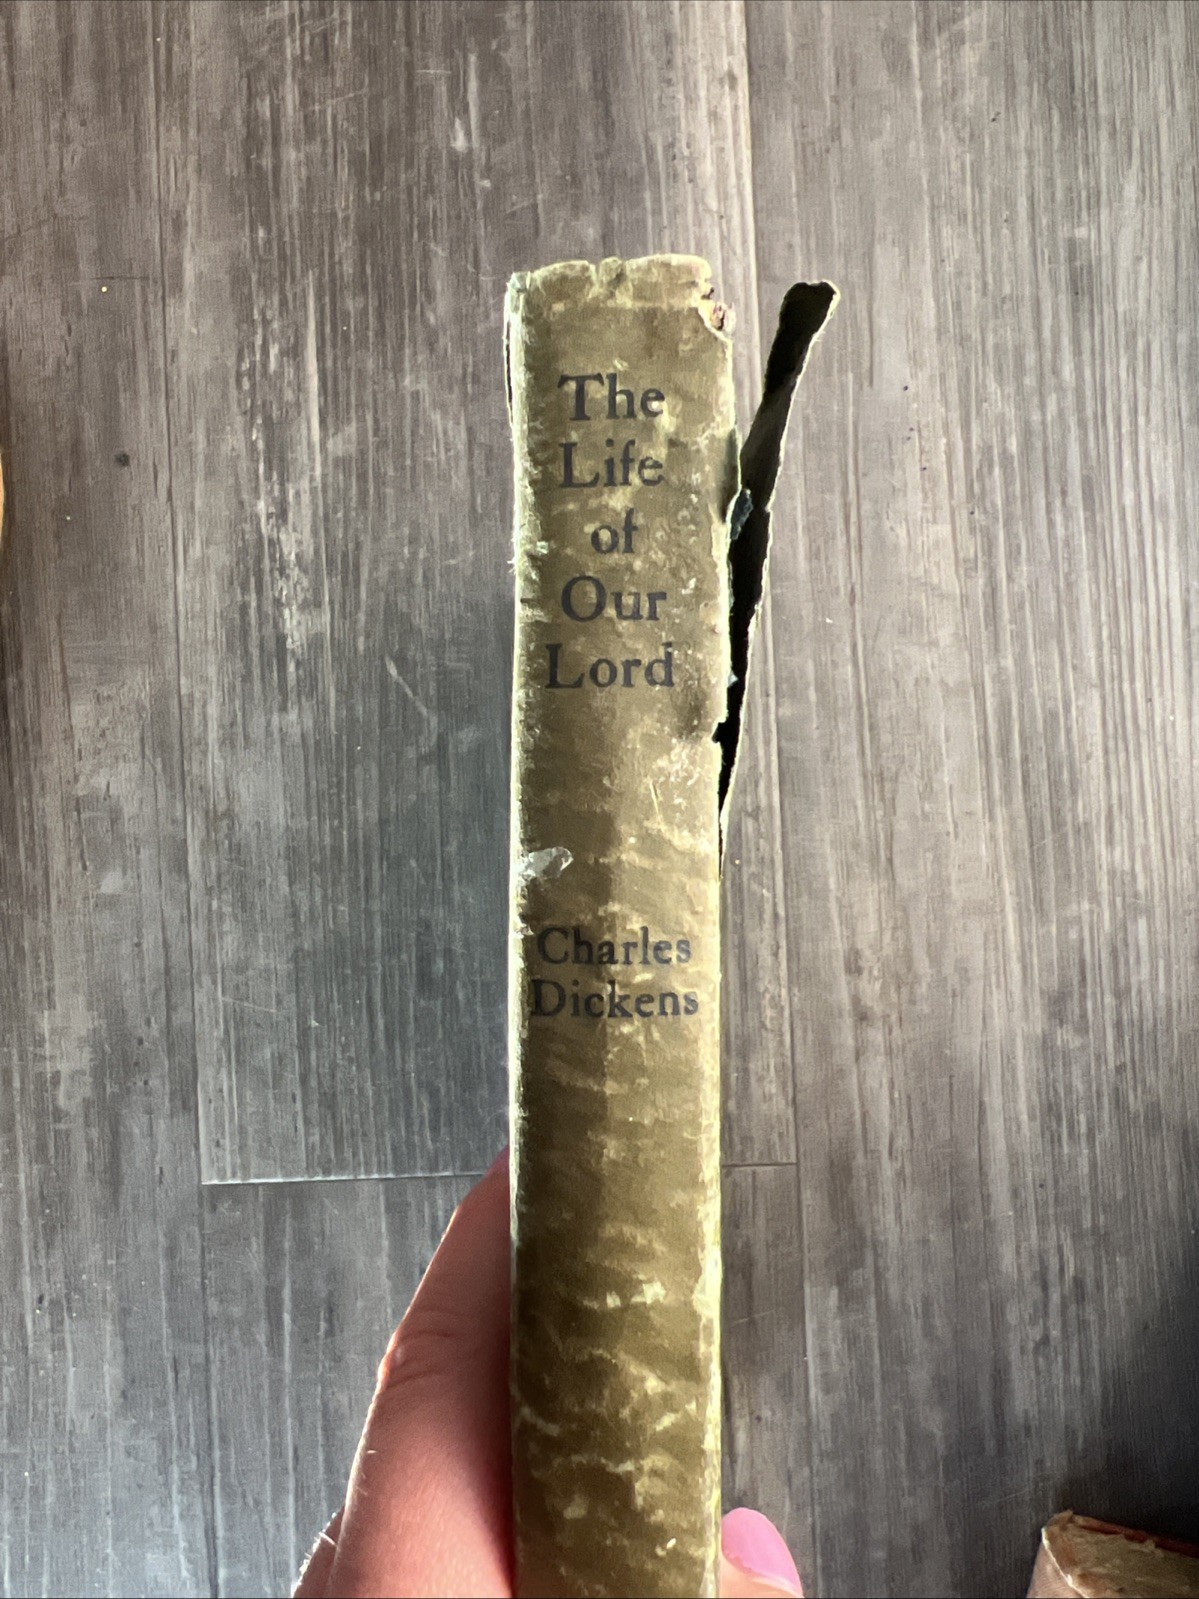 The
Life
of
Our
Lord
Charles
Dickens